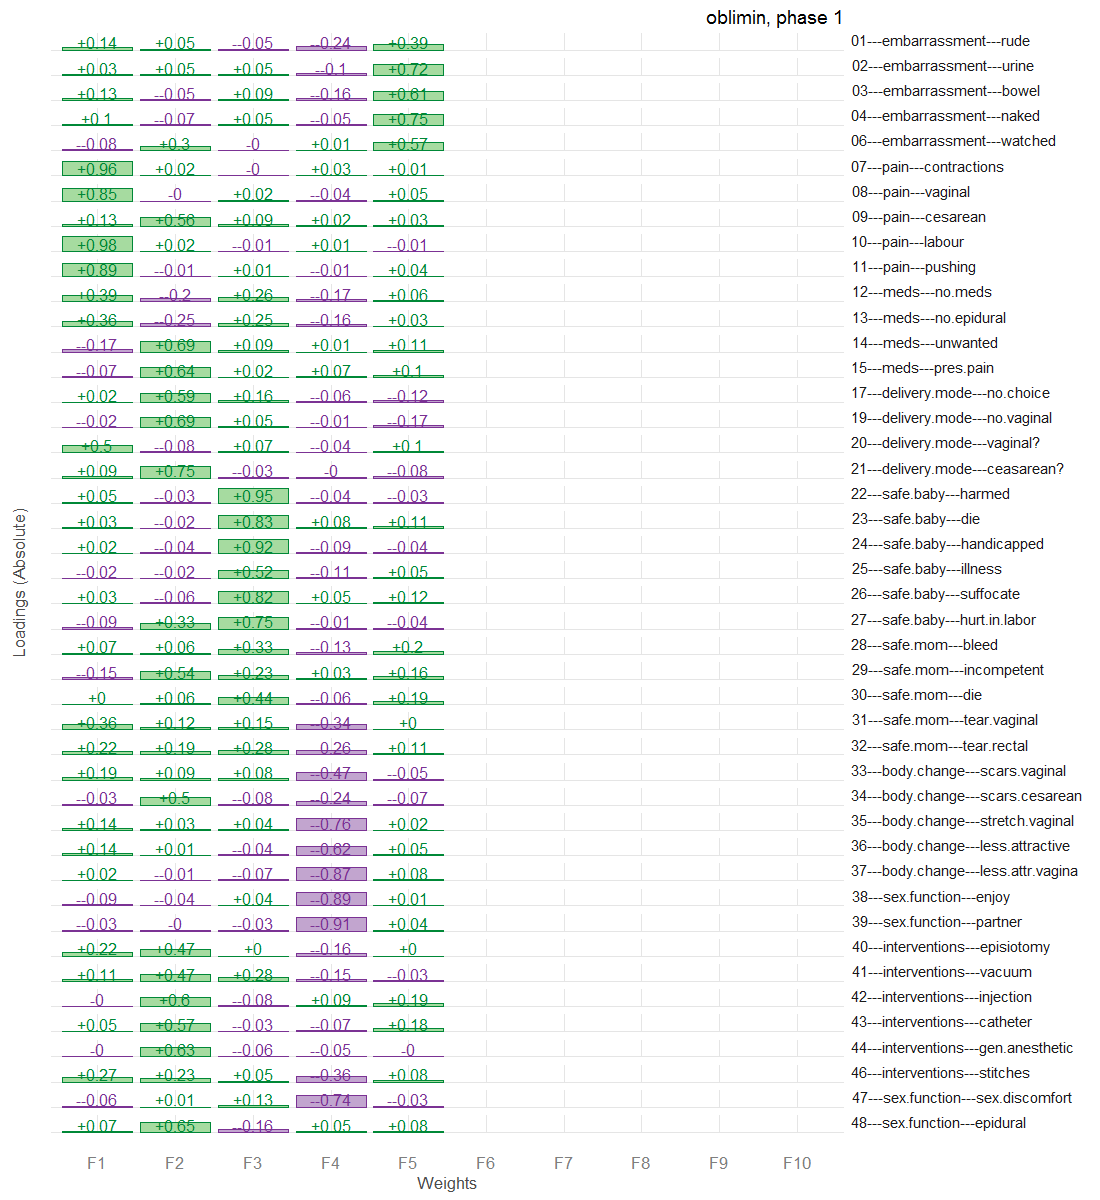 oblimin, phase 1
+0.14 +0.05 --0.05 --0.24 +0.39 01---embarrassment---rude
+0.03 +0.05 +0.05 --0.1 +0.72 02---embarrassment---urine
+0.13 --0.05 +0.09 --0.16 +0.61 03---embarrassment---bowel
+0.1 --0.07 +0.05 --0.05 +0.75 04---embarrassment---naked
--0.08 +0.3 -0 +0.01 +0.57 06---embarrassment---watched
+0.96 +0.02 -0 +0.03 +0.01 07---pain---contractions
+0.85 -0 +0.02 --0.04 +0.05 08---pain---vaginal
+0.13 +0.56 +0.09 +0.02 +0.03 09---pain---cesarean
+0.98 +0.02 --0.01 +0.01 --0.01 10---pain---labour
+0.89 --0.01 +0.01 --0.01 +0.04 11---pain---pushing
+0.39 --0.2 +0.26 --0.17 +0.06 12---meds---no.meds
+0.36 --0.25 +0.25 --0.16 +0.03 13---meds---no.epidural
--0.17 +0.69 +0.09 +0.01 +0.11 14---meds---unwanted
--0.07 +0.64 +0.02 +0.07 +0.1 15---meds---pres.pain
+0.02 +0.59 +0.16 --0.06 --0.12 17---delivery.mode---no.choice
--0.02 +0.69 +0.05 --0.01 --0.17 19---delivery.mode---no.vaginal
+0.5 --0.08 +0.07 --0.04 +0.1 20---delivery.mode---vaginal?
+0.09 +0.75 --0.03 -0 --0.08 21---delivery.mode---ceasarean?
+0.05 --0.03 +0.95 --0.04 --0.03 22---safe.baby---harmed
+0.03 --0.02 +0.83 +0.08 +0.11 23---safe.baby---die
+0.02 --0.04 +0.92 --0.09 --0.04 24---safe.baby---handicapped
--0.02 --0.02 +0.52 --0.11 +0.05 25---safe.baby---illness
+0.03 --0.06 +0.82 +0.05 +0.12 26---safe.baby---suffocate
--0.09 +0.33 +0.75 --0.01 --0.04 27---safe.baby---hurt.in.labor
+0.07 +0.06 +0.33 --0.13 +0.2 28---safe.mom---bleed
--0.15 +0.54 +0.23 +0.03 +0.16 29---safe.mom---incompetent
+0 +0.06 +0.44 --0.06 +0.19 30---safe.mom---die
+0.36 +0.12 +0.15 --0.34 +0 31---safe.mom---tear.vaginal
+0.22 +0.19 +0.28 --0.26 +0.11 32---safe.mom---tear.rectal
+0.19 +0.09 +0.08 --0.47 --0.05 33---body.change---scars.vaginal
--0.03 +0.5 --0.08 --0.24 --0.07 34---body.change---scars.cesarean
+0.14 +0.03 +0.04 --0.76 +0.02 35---body.change---stretch.vaginal
+0.14 +0.01 --0.04 --0.62 +0.05 36---body.change---less.attractive
+0.02 --0.01 --0.07 --0.87 +0.08 37---body.change---less.attr.vagina
--0.09 --0.04 +0.04 --0.89 +0.01 38---sex.function---enjoy
--0.03 -0 --0.03 --0.91 +0.04 39---sex.function---partner
+0.22 +0.47 +0 --0.16 +0 40---interventions---episiotomy
+0.11 +0.47 +0.28 --0.15 --0.03 41---interventions---vacuum
-0 +0.6 --0.08 +0.09 +0.19 42---interventions---injection
+0.05 +0.57 --0.03 --0.07 +0.18 43---interventions---catheter
-0 +0.63 --0.06 --0.05 -0 44---interventions---gen.anesthetic
+0.27 +0.23 +0.05 --0.36 +0.08 46---interventions---stitches
--0.06 +0.01 +0.13 --0.74 --0.03 47---sex.function---sex.discomfort
+0.07 +0.65 --0.16 +0.05 +0.08 48---sex.function---epidural
Loadings (Absolute)
F1 F2 F3 F4 F5 F6 F7 F8 F9 F10
Weights